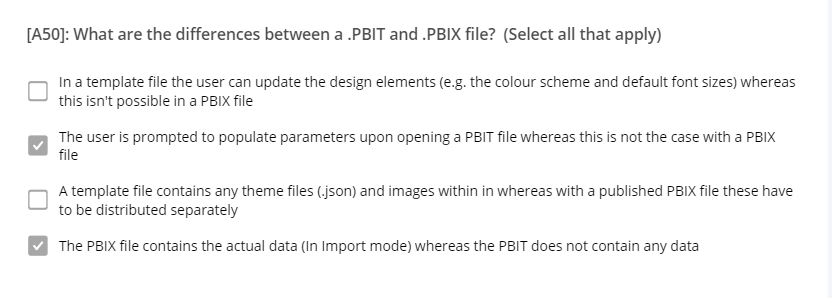 [A50]: What are the differences between a .PBIT and .PBIX file? (Select all that apply)
In a template file the user can update the design elements (e.g. the colour scheme and default font sizes) whereas
this isn't possible in a PBIX file
The user is prompted to populate parameters upon opening a PBIT file whereas this is not the case with a PBIX
file
A template file contains any theme files (.json) and images within in whereas with a published PBIX file these have
to be distributed separately
The PBIX file contains the actual data (In Import mode) whereas the PBIT does not contain any data